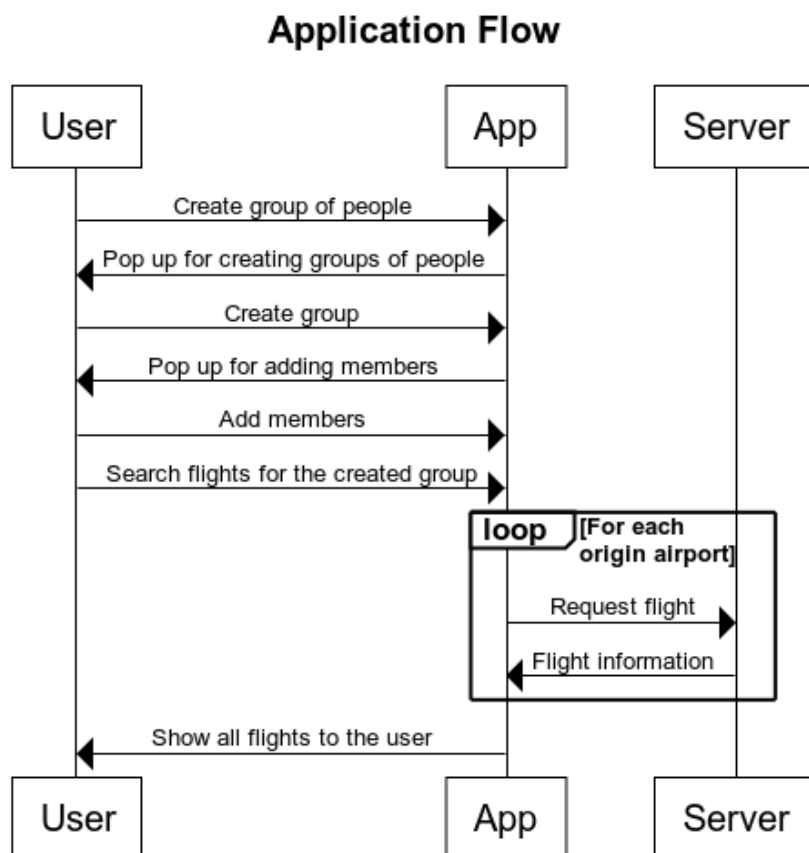 Application Flow
User
App
Server
Create group of people
Pop up for creating groups of people
Create group
Pop up for adding members
Add members
Search flights for the created group
loop
[For each
origin airport]
Request flight
Flight information
Show all flights to the user
User
App
Server